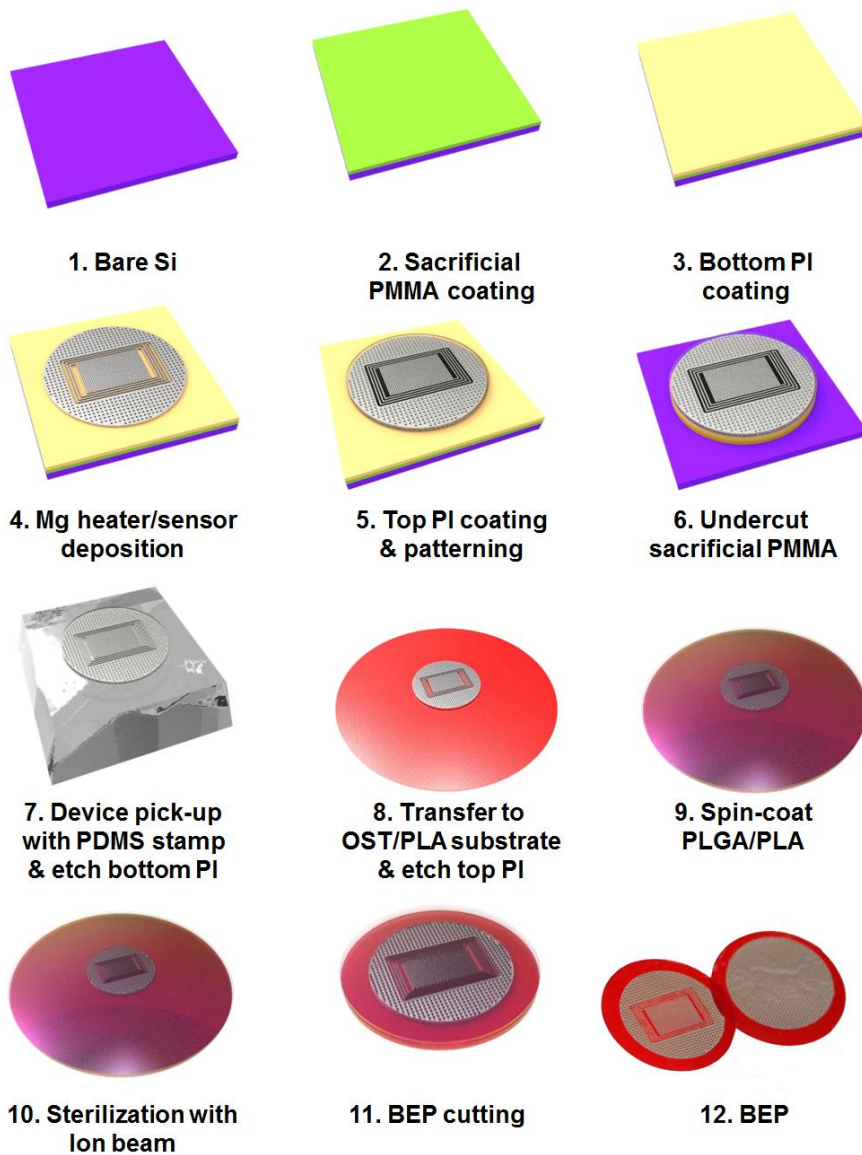 1. Bare Si
2. Sacrificial
PMMA coating
3. Bottom PI
coating
4. Mg heater/sensor
deposition
5. Top PI coating
& patterning
6. Undercut
sacrificial PMMA
7. Device pick-up
with PDMS stamp
& etch bottom PI
8. Transfer to
OST/PLA substrate
& etch top PI
9. Spin-coat
PLGA/PLA
10. Sterilization with
Ion beam
11. BEP cutting
12. BEP